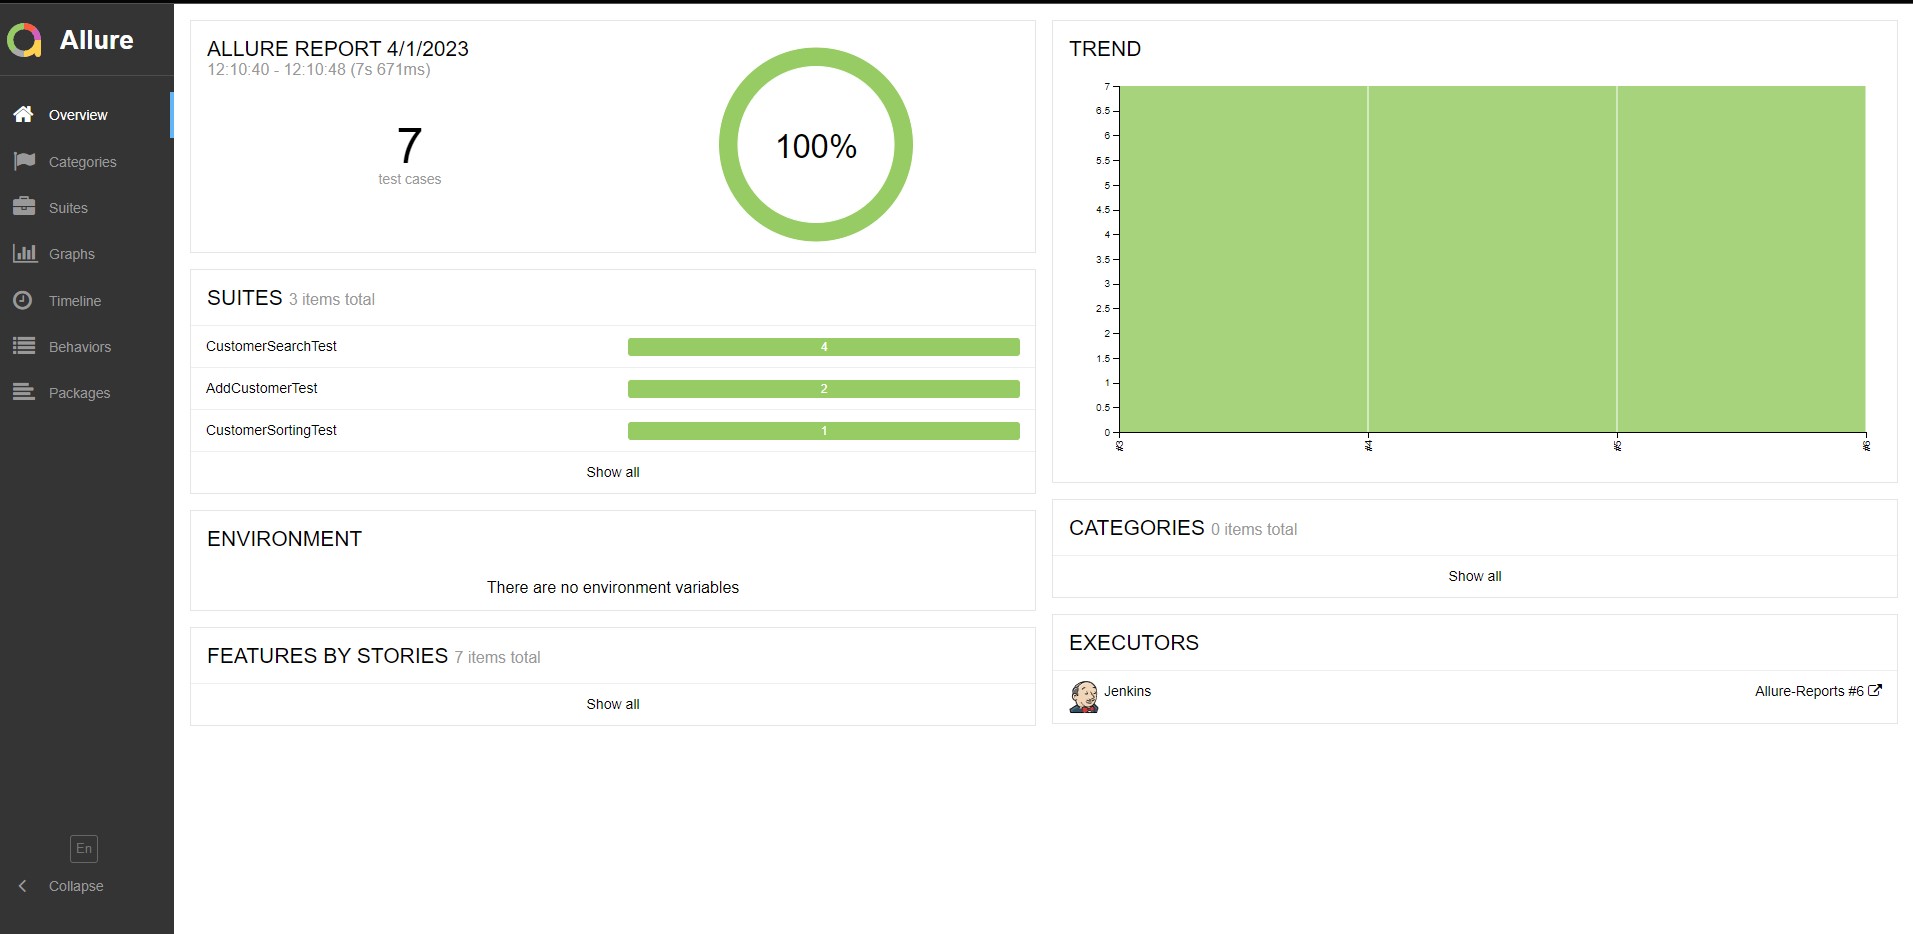 Allure
Overview
Categories
Suites
Graphs
Timeline
Behaviors
Packages
En
Collapse
ALLURE REPORT 4/1/2023
12:10:40 - 12:10:48 (7s 671ms)
7
test cases
100%
SUITES 3 items total
CustomerSearchTest 4
AddCustomerTest 2
CustomerSortingTest 1
Show all
ENVIRONMENT
There are no environment variables
FEATURES BY STORIES 7 items total
Show all
TREND
7
6.5
6
5.5
5
4.5
4
3.5
3
2.5
2
1.5
1
0.5
0
#3 #4 #5 #6
CATEGORIES 0 items total
Show all
EXECUTORS
Jenkins Allure-Reports #6